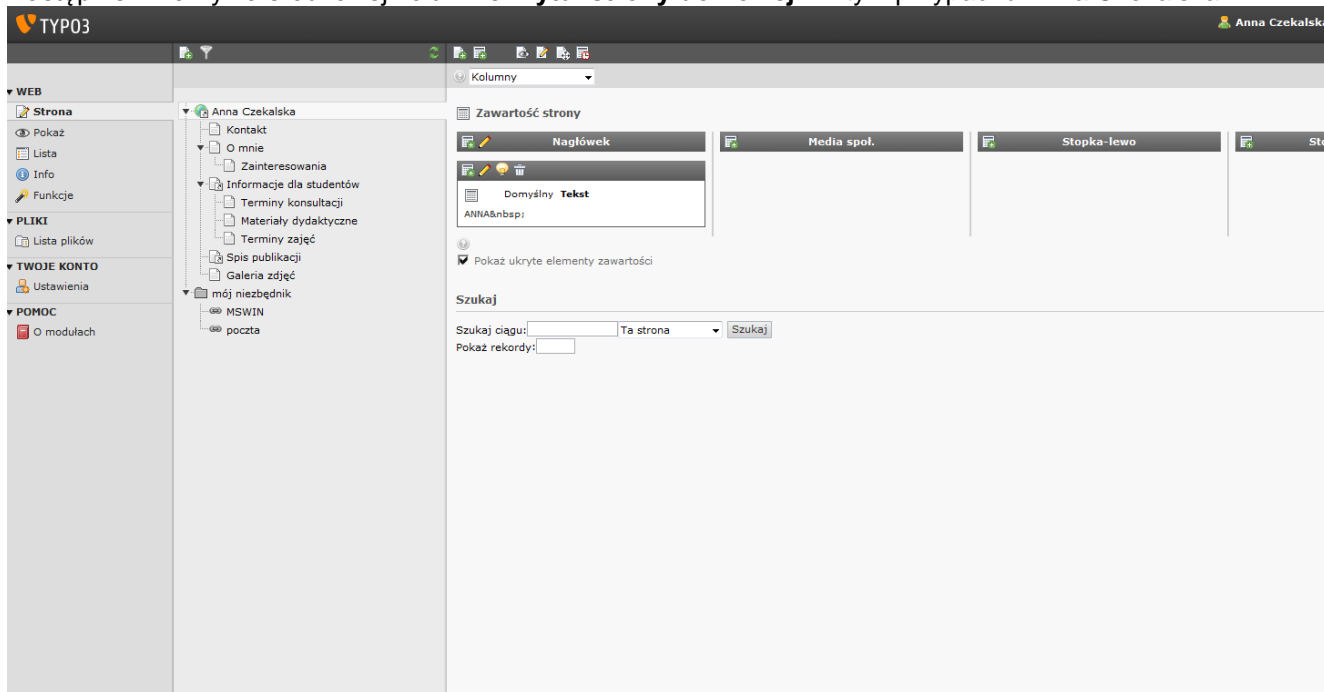 TYPO3
Anna Czekalska
Kolumny
WEB
Strona
Pokaż
Lista
Info
Funkcje
PLIKI
Lista plików
TWOJE KONTO
Ustawienia
POMOC
O modułach
Anna Czekalska
Kontakt
O mnie
Zainteresowania
Informacje dla studentów
Terminy konsultacji
Materiały dydaktyczne
Terminy zajęć
Spis publikacji
Galeria zdjęć
mój niezbędnik
MSWIN
poczta
Zawartość strony
Nagłówek Media społ. Stopka-lewo Sto
Domyślny Tekst
ANNA&nbsp;
Pokaż ukryte elementy zawartości
Szukaj
Szukaj ciągu: Ta strona Szukaj
Pokaż rekordy: